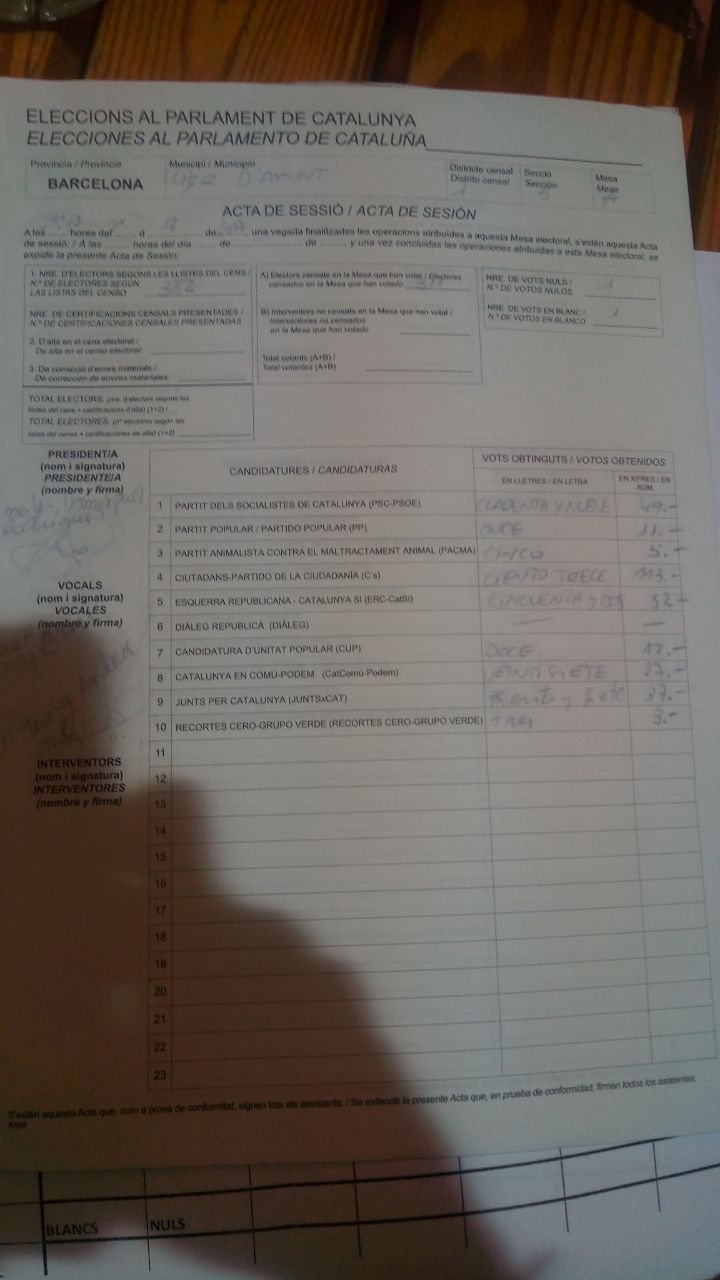 ELECCIONS AL PARLAMENT DE CATALUNYA
ELECCIONES AL PARLAMENTO DE CATALUÑA
Província / Provincia
BARCELONA
Municipi / Municipio
Districte censal
Distrito censal
Secció
Sección
Mesa
Mesa
ACTA DE SESSIÓ / ACTA DE SESIÓN
A les ........ hores del ........ d ........ de ........, una vegada finalitzades les operacions atribuïdes a aquesta Mesa electoral, s'estén aquesta Acta
de sessió. / A las ........ horas del día ........ de ........ de ........, y una vez concluidas las operaciones atribuidas a esta Mesa electoral, se
expide la presente Acta de Sesión
1. NRE. D'ELECTORS SEGONS LES LLISTES DEL CENS /
N.º DE ELECTORES SEGÚN
LAS LISTAS DEL CENSO 382
NRE. DE CERTIFICACIONS CENSALS PRESENTADES /
N.º DE CERTIFICACIONES CENSALES PRESENTADAS
2. D'alta en el cens electoral /
De alta en el censo electoral:
3. De correcció d'errors materials /
De corrección de errores materiales:
TOTAL ELECTORS: (nre. d'electors segons les
llistes del cens + certificacions d'alta) (1+2) /
TOTAL ELECTORES: (nº electores según las
listas del censo + certificaciones de alta) (1+2)
A) Electors censats en la Mesa que han votat / Electores
censados en la Mesa que han votado
B) Interventors no censats en la Mesa que han votat /
Interventores no censados
en la Mesa que han votado
Total votants (A+B) /
Total votantes (A+B)
NRE. DE VOTS NULS /
N.º DE VOTOS NULOS 1
NRE. DE VOTS EN BLANC /
N.º DE VOTOS EN BLANCO 1
PRESIDENT/A
(nom i signatura)
PRESIDENTE/A
(nombre y firma)
VOCALS
(nom i signatura)
VOCALES
(nombre y firma)
INTERVENTORS
(nom i signatura)
INTERVENTORES
(nombre y firma)
CANDIDATURES / CANDIDATURAS
VOTS OBTINGUTS / VOTOS OBTENIDOS
EN LLETRES / EN LETRA
EN XIFRES / EN
NÚM.
1 PARTIT DELS SOCIALISTES DE CATALUNYA (PSC-PSOE) 49.-
2 PARTIT POPULAR / PARTIDO POPULAR (PP) ONCE 11.-
3 PARTIT ANIMALISTA CONTRA EL MALTRACTAMENT ANIMAL (PACMA) CINCO 5.-
4 CIUTADANS-PARTIDO DE LA CIUDADANÍA (C's) CIENTO TRECE 113.-
5 ESQUERRA REPUBLICANA - CATALUNYA SÍ (ERC-CatSí) CINCUENTA Y DOS 52-
6 DIÀLEG REPUBLICÀ (DIÀLEG) — —
7 CANDIDATURA D'UNITAT POPULAR (CUP) DOCE 12.-
8 CATALUNYA EN COMÚ-PODEM (CatComú-Podem) VEINTISIETE 27.-
9 JUNTS PER CATALUNYA (JUNTSxCAT) treinta y siete 37.-
10 RECORTES CERO-GRUPO VERDE (RECORTES CERO-GRUPO VERDE) tres 3.-
11
12
13
14
15
16
17
18
19
20
21
22
23
S'estén aquesta Acta que, com a prova de conformitat, signen tots els assistents. / Se extiende la presente Acta que, en prueba de conformidad, firman todos los asistentes.
ASM
BLANCS NULS